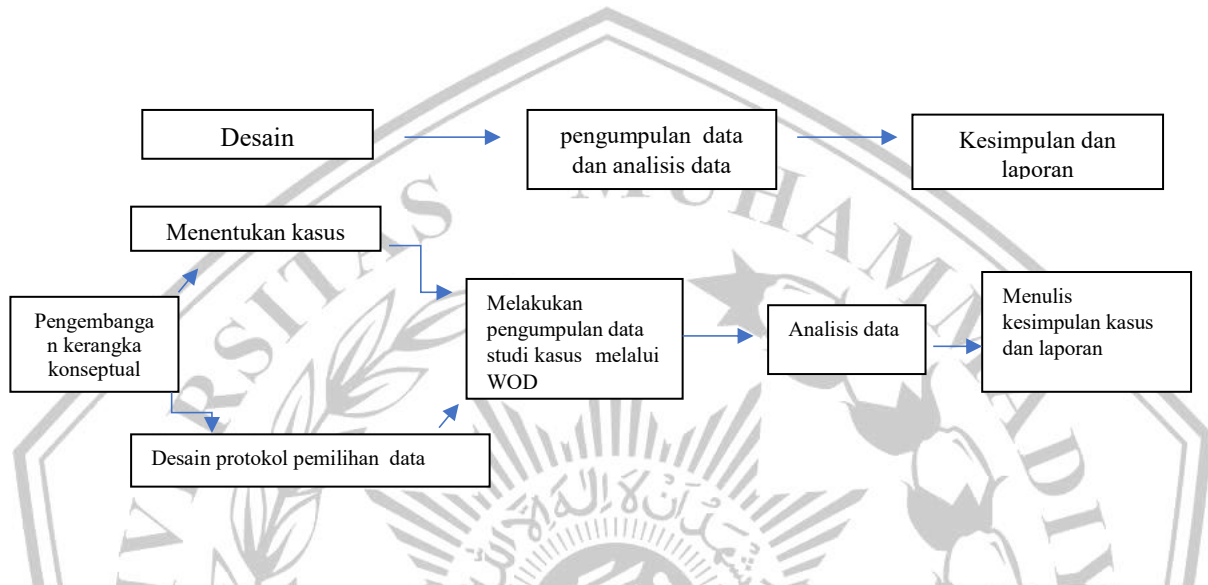 Desain
pengumpulan data
dan analisis data
Kesimpulan dan
laporan
Menentukan kasus
Pengembanga
n kerangka
konseptual
Melakukan
pengumpulan data
studi kasus melalui
WOD
Analisis data
Menulis
kesimpulan kasus
dan laporan
Desain protokol pemilihan data